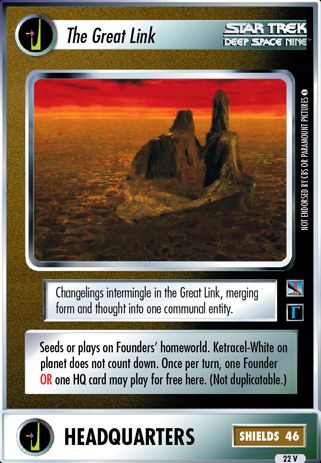 The Great Link
STAR TREK
DEEP SPACE NINE
NOT ENDORSED BY CBS OR PARAMOUNT PICTURES
Changelings intermingle in the Great Link, merging
form and thought into one communal entity.
Seeds or plays on Founders' homeworld. Ketracel-White on
planet does not count down. Once per turn, one Founder
OR one HQ card may play for free here. (Not duplicatable.)
HEADQUARTERS
SHIELDS 46
22 V